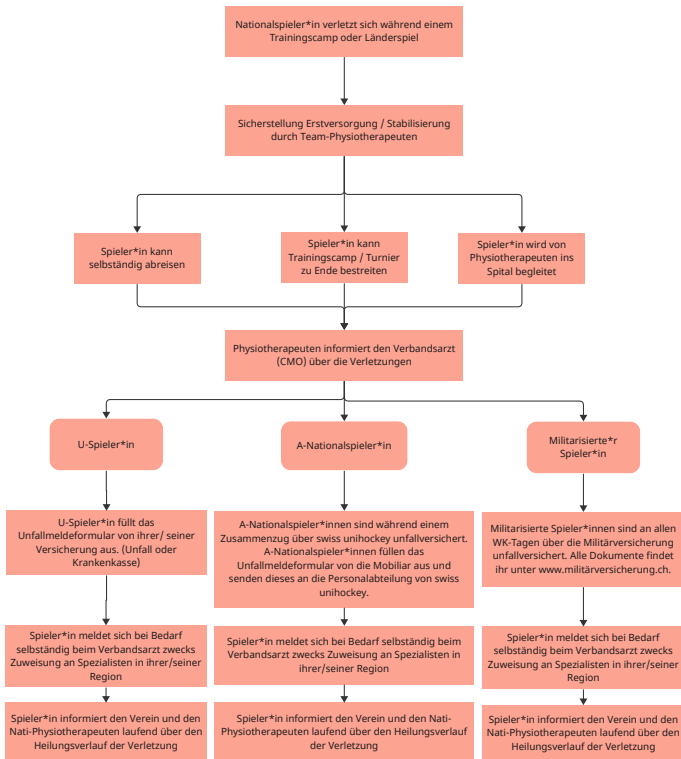 Nationalspieler*in verletzt sich während einem
Trainingscamp oder Länderspiel
Sicherstellung Erstversorgung / Stabilisierung
durch Team-Physiotherapeuten
Spieler*in kann
selbständig abreisen
Spieler*in kann
Trainingscamp / Turnier
zu Ende bestreiten
Spieler*in wird von
Physiotherapeuten ins
Spital begleitet
Physiotherapeuten informiert den Verbandsarzt
(CMO) über die Verletzungen
U-Spieler*in
A-Nationalspieler*in
Militarisierte*r
Spieler*in
U-Spieler*in füllt das
Unfallmeldeformular von ihrer/ seiner
Versicherung aus. (Unfall oder
Krankenkasse)
A-Nationalspieler*innen sind während einem
Zusammenzug über swiss unihockey unfallversichert.
A-Nationalspieler*innen füllen das
Unfallmeldeformular von die Mobiliar aus und
senden dieses an die Personalabteilung von swiss
unihockey.
Militarisierte Spieler*innen sind an allen
WK-Tagen über die Militärversicherung
unfallversichert. Alle Dokumente findet
ihr unter www.militärversicherung.ch.
Spieler*in meldet sich bei Bedarf
selbständig beim Verbandsarzt zwecks
Zuweisung an Spezialisten in ihrer/seiner
Region
Spieler*in meldet sich bei Bedarf selbständig beim
Verbandsarzt zwecks Zuweisung an Spezialisten in
ihrer/seiner Region
Spieler*in meldet sich bei Bedarf
selbständig beim Verbandsarzt zwecks
Zuweisung an Spezialisten in ihrer/seiner
Region
Spieler*in informiert den Verein und den
Nati-Physiotherapeuten laufend über den
Heilungsverlauf der Verletzung
Spieler*in informiert den Verein und den Nati-
Physiotherapeuten laufend über den Heilungsverlauf
der Verletzung
Spieler*in informiert den Verein und den
Nati-Physiotherapeuten laufend über den
Heilungsverlauf der Verletzung